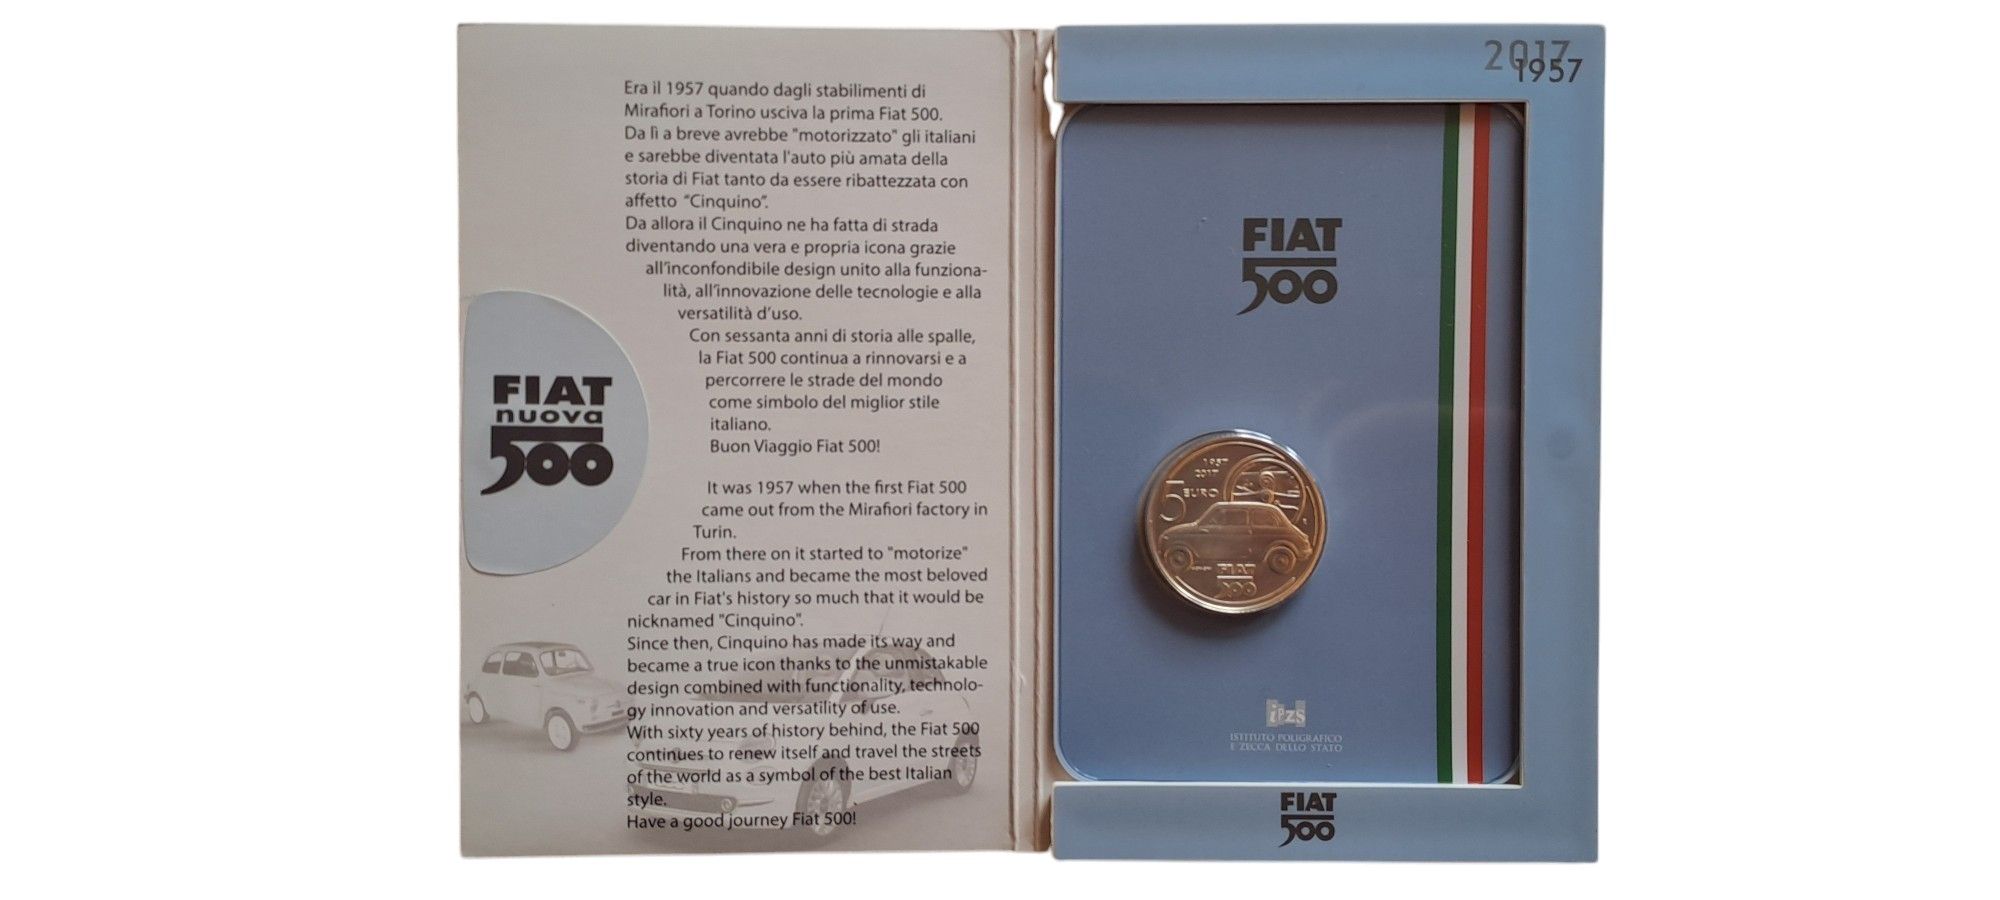 Era il 1957 quando dagli stabilimenti di
Mirafiori a Torino usciva la prima Fiat 500.
Da lì a breve avrebbe "motorizzato" gli italiani
e sarebbe diventata l'auto più amata della
storia di Fiat tanto da essere ribattezzata con
affetto "Cinquino".
Da allora il Cinquino ne ha fatta di strada
diventando una vera e propria icona grazie
all'inconfondibile design unito alla funziona-
lità, all'innovazione delle tecnologie e alla
versatilità d'uso.
Con sessanta anni di storia alle spalle,
la Fiat 500 continua a rinnovarsi e a
percorrere le strade del mondo
come simbolo del miglior stile
italiano.
Buon Viaggio Fiat 500!
It was 1957 when the first Fiat 500
came out from the Mirafiori factory in
Turin.
From there on it started to "motorize"
the Italians and became the most beloved
car in Fiat's history so much that it would be
nicknamed "Cinquino".
Since then, Cinquino has made its way and
became a true icon thanks to the unmistakable
design combined with functionality, technolo-
gy innovation and versatility of use.
With sixty years of history behind, the Fiat 500
continues to renew itself and travel the streets
of the world as a symbol of the best Italian
style.
Have a good journey Fiat 500!
FIAT
nuova
500
2017
1957
FIAT
500
1957
2017
5 EURO
FIAT
500
ipzs
ISTITUTO POLIGRAFICO
E ZECCA DELLO STATO
FIAT
500